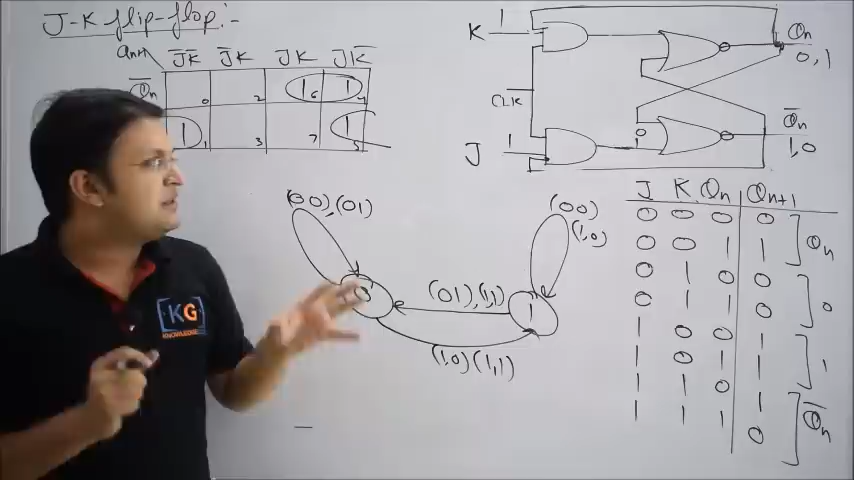 J-K flip-flop:-
Qn+1 J̅K̅ J̅K JK JK̅
Q̅n 0 2 1 6 1 4
1 1 3 7 1 5
K 1
Qn
0, 1
CLK
J 1
0
1
Q̅n
1,0
(00),(01)
0
(01),(1,1)
(1,0)(1,1)
(00)
(1,0)
1
J K Qn Qn+1
0 0 0 0
0 0 1 1 Qn
0 1 0 0
0 1 1 0 0
1 0 0 1
1 0 1 1 1
1 1 0 1
1 1 1 0 Q̅n
KG
KNOWLEDGE